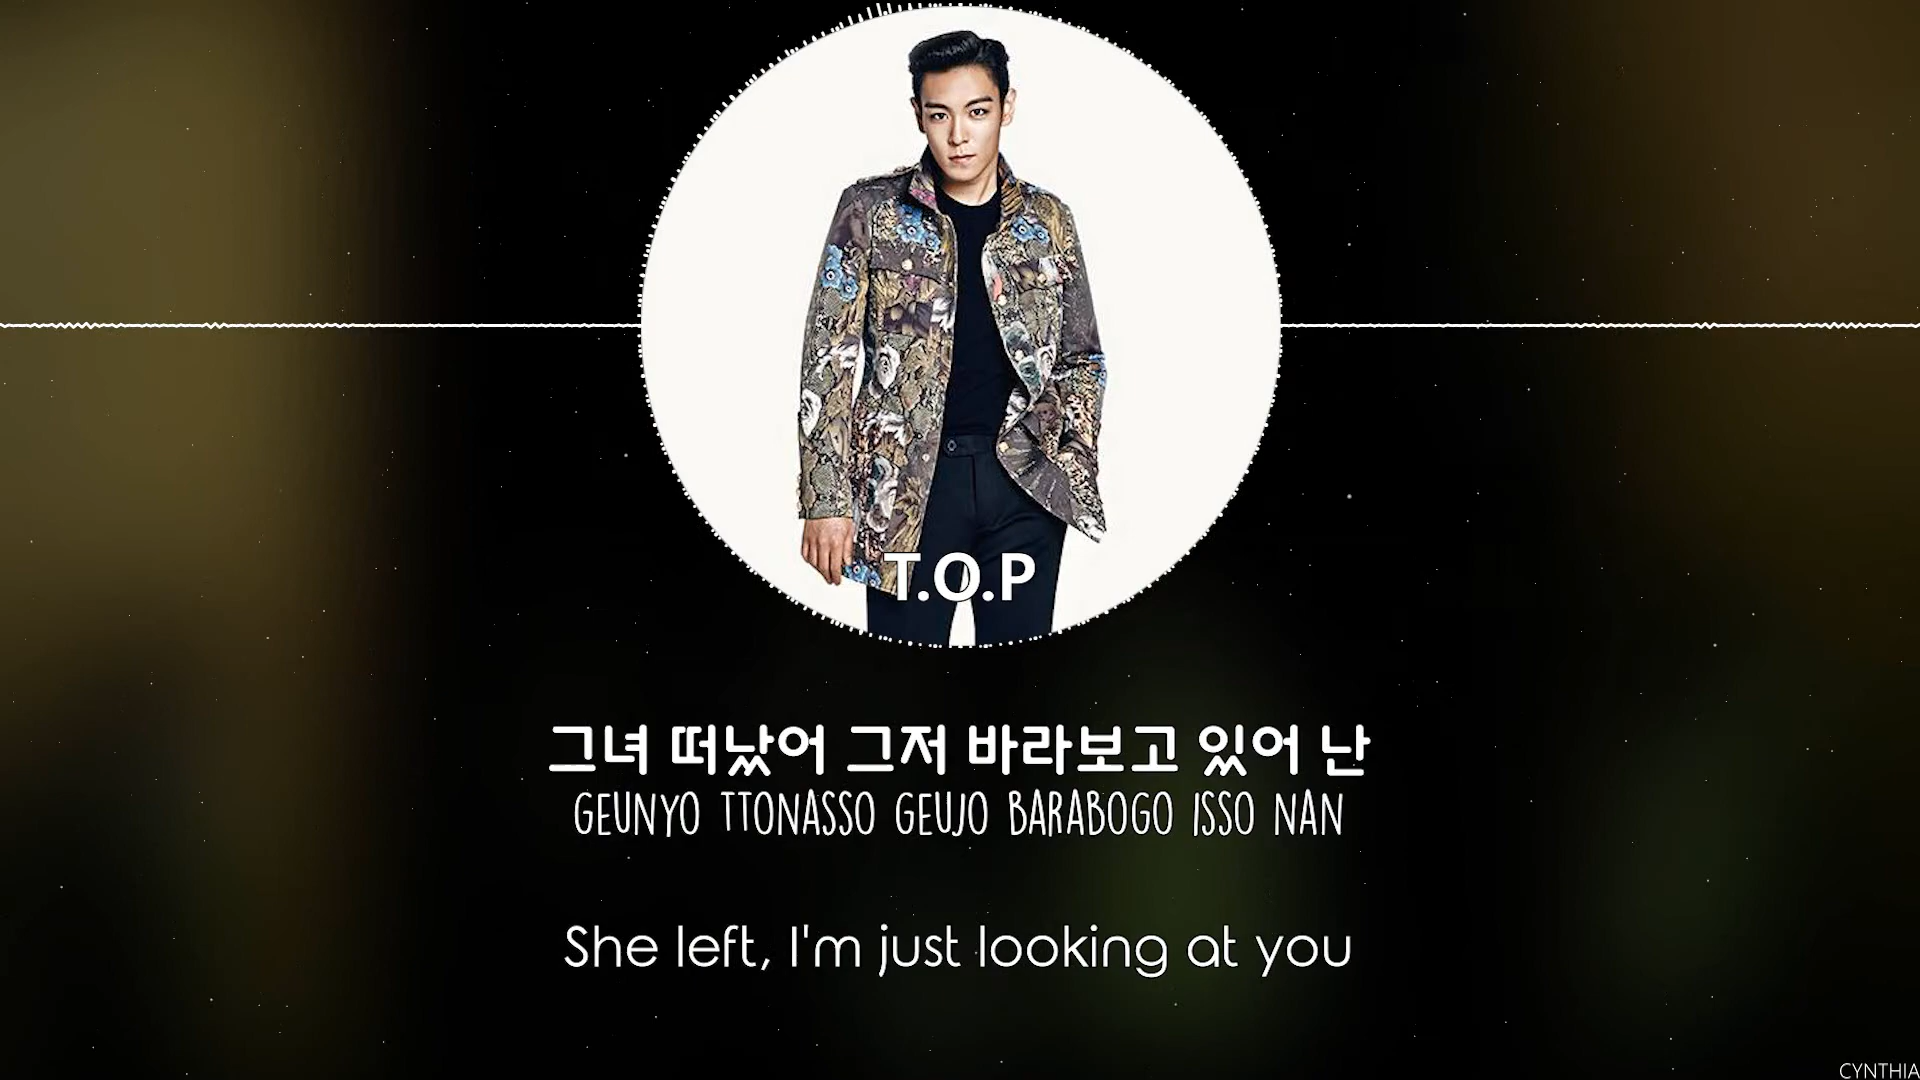 T.O.P
그녀 떠났어 그저 바라보고 있어 난
GEUNYO TTONASSO GEUJO BARABOGO ISSO NAN
She left, I'm just looking at you
CYNTHIA